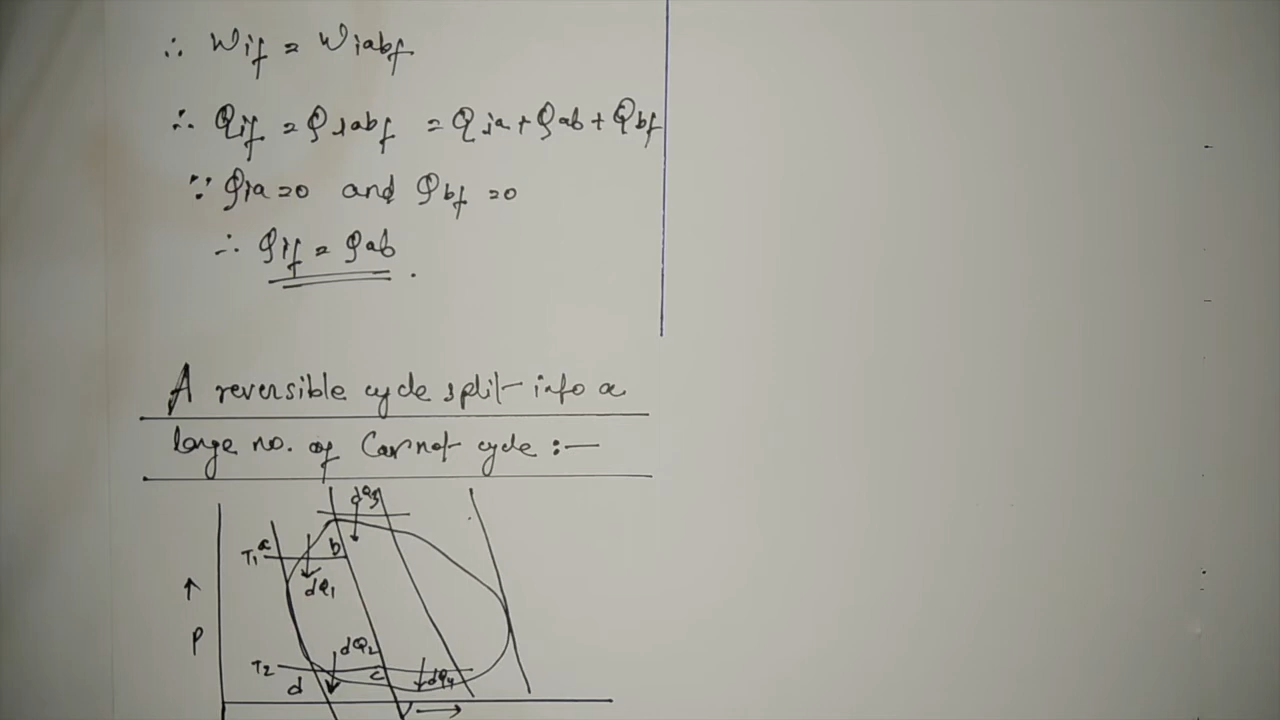 ∴ Wif = Wiabf
∴ Qif = Qiabf = Qia + Qab + Qbf
∵ Qia = 0 and Qbf = 0
∴ Qif = Qab.
A reversible cycle split info a
large no. of Carnot cycle :—
dQ3
T1 a b
dQ1
↑
P
dQ2
T2 c dQ4
d
V →